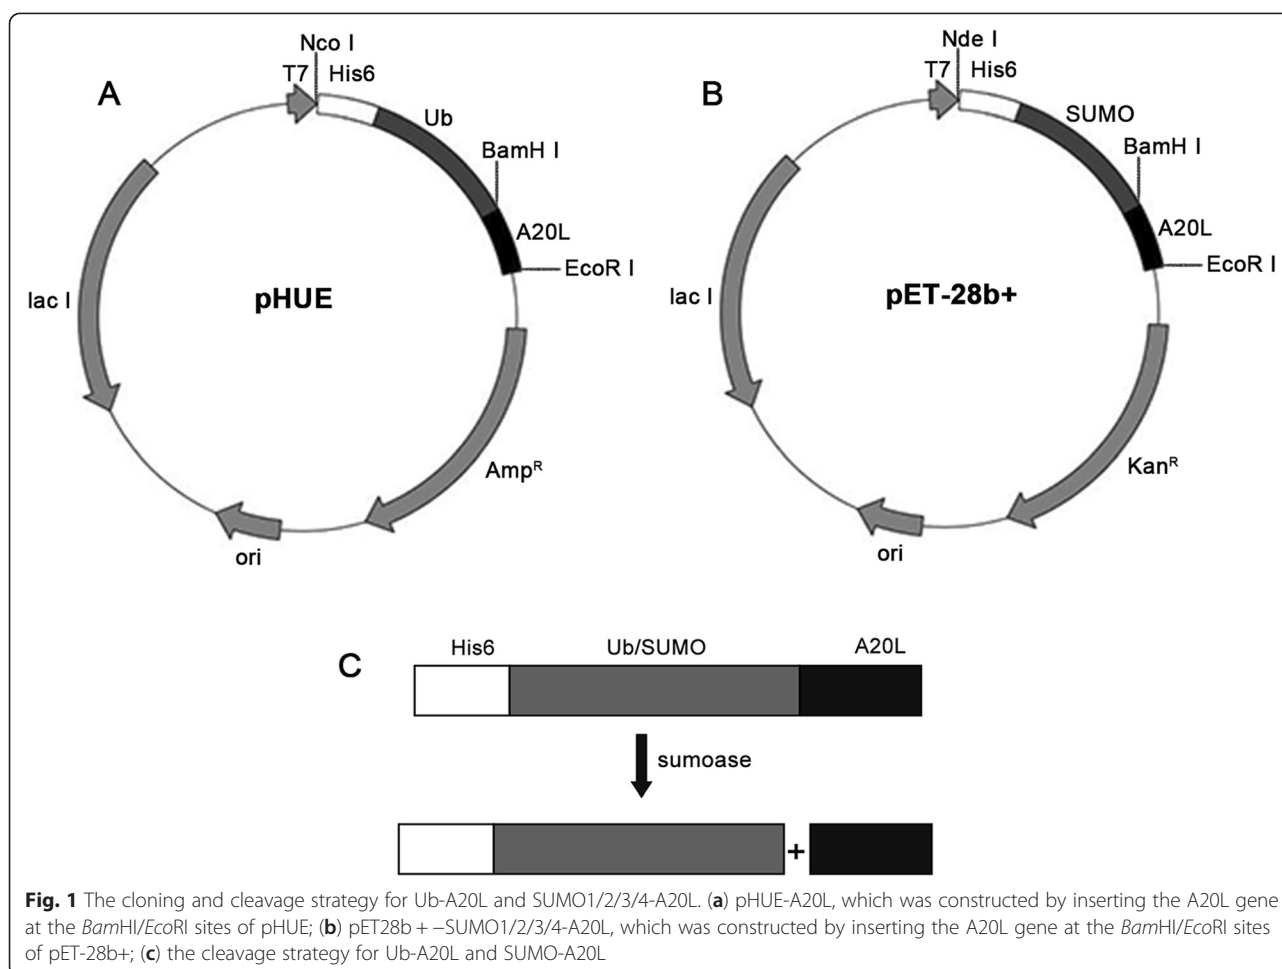 A
Nco I
T7
His6
Ub
BamH I
A20L
EcoR I
lac I
pHUE
Amp^R
ori
B
Nde I
T7
His6
SUMO
BamH I
A20L
EcoR I
lac I
pET-28b+
Kan^R
ori
C
His6
Ub/SUMO
A20L
sumoase
+
Fig. 1 The cloning and cleavage strategy for Ub-A20L and SUMO1/2/3/4-A20L. (a) pHUE-A20L, which was constructed by inserting the A20L gene
at the BamHI/EcoRI sites of pHUE; (b) pET28b + −SUMO1/2/3/4-A20L, which was constructed by inserting the A20L gene at the BamHI/EcoRI sites
of pET-28b+; (c) the cleavage strategy for Ub-A20L and SUMO-A20L